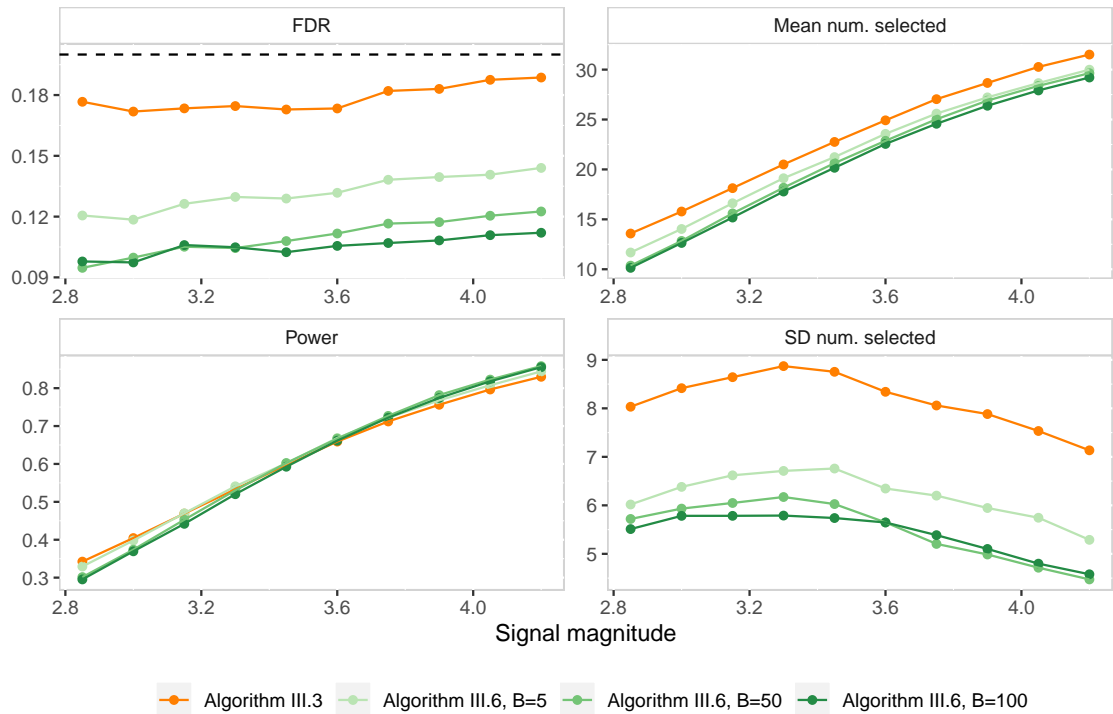 FDR
Mean num. selected
0.18
0.15
0.12
0.09
2.8 3.2 3.6 4.0
30
25
20
15
10
2.8 3.2 3.6 4.0
Power
SD num. selected
0.8
0.7
0.6
0.5
0.4
0.3
2.8 3.2 3.6 4.0
9
8
7
6
5
2.8 3.2 3.6 4.0
Signal magnitude
Algorithm III.3 Algorithm III.6, B=5 Algorithm III.6, B=50 Algorithm III.6, B=100